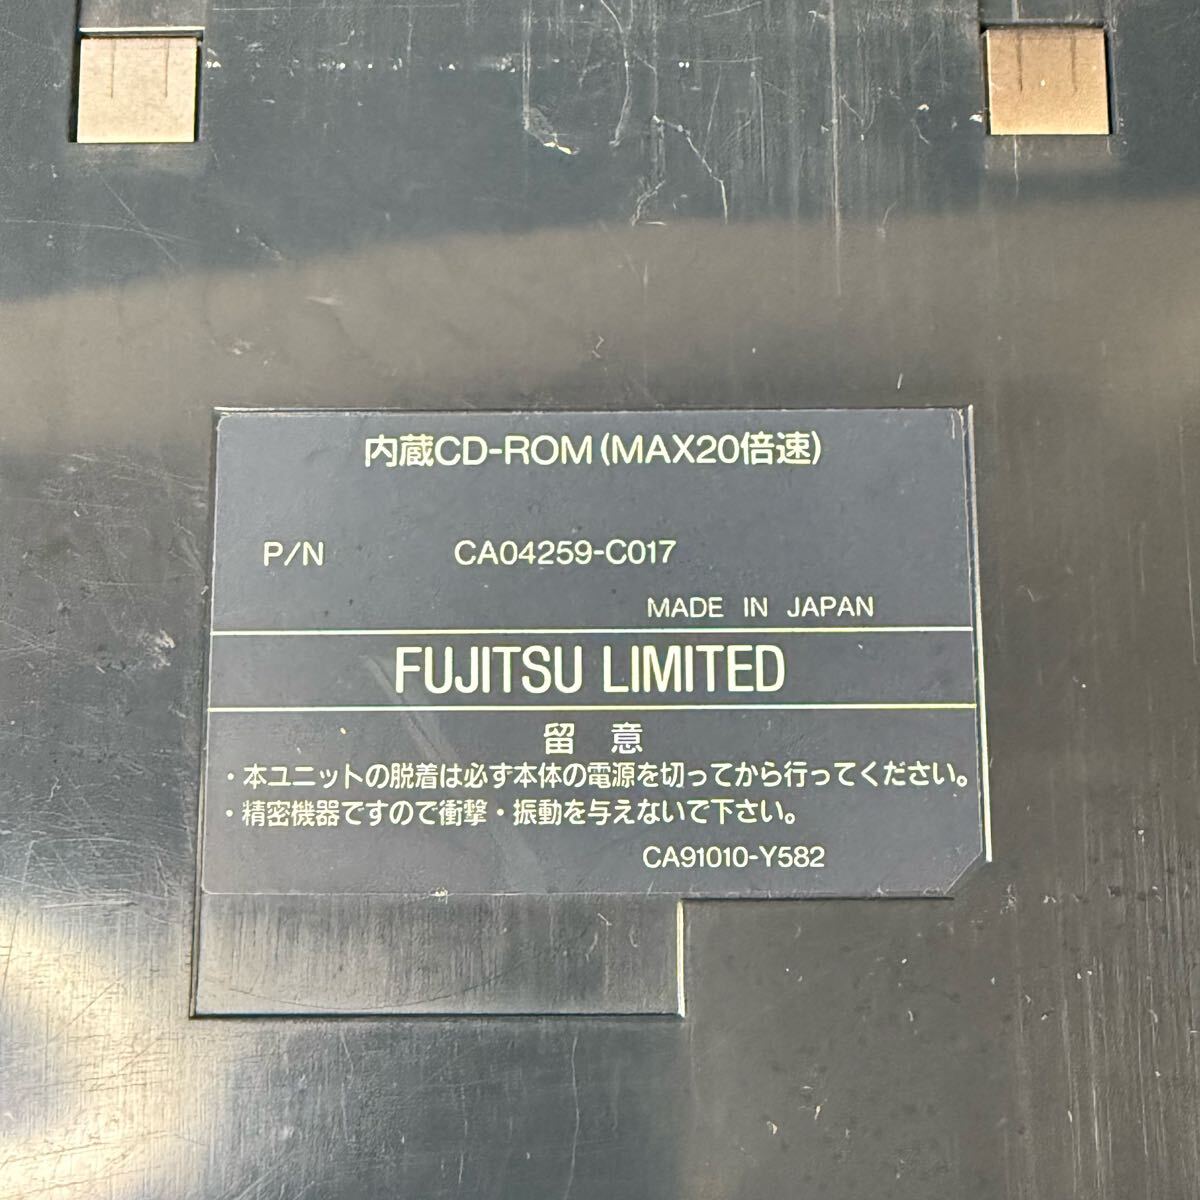 内蔵CD-ROM(MAX20倍速)
P/N CA04259-C017
MADE IN JAPAN
FUJITSU LIMITED
留 意
・本ユニットの脱着は必ず本体の電源を切ってから行ってください。
・精密機器ですので衝撃・振動を与えないで下さい。
CA91010-Y582